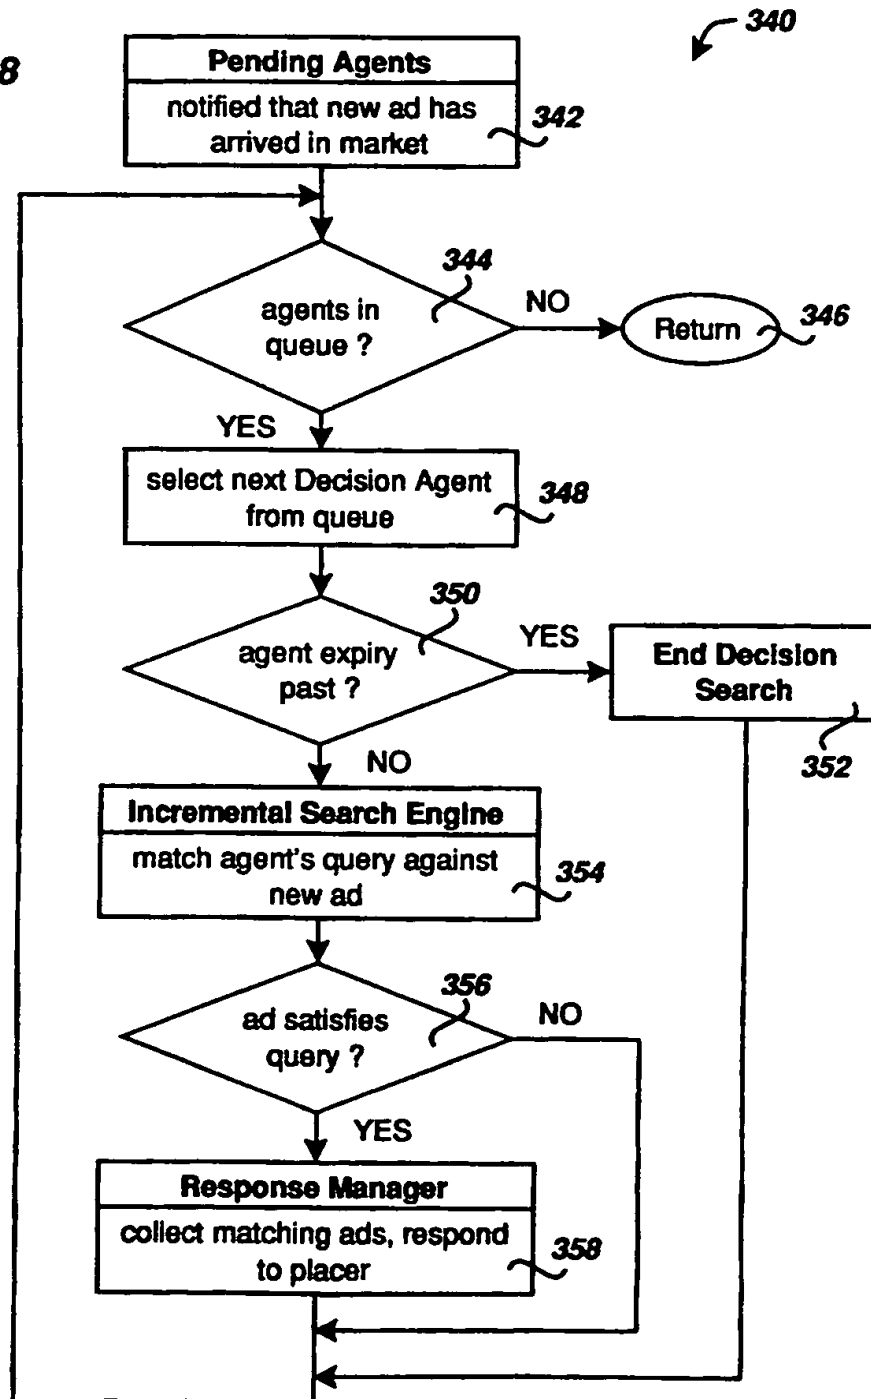 340
8
Pending Agents
notified that new ad has
arrived in market
342
344
agents in
queue ?
NO
Return
346
YES
select next Decision Agent
from queue
348
350
agent expiry
past ?
YES
End Decision
Search
352
NO
Incremental Search Engine
match agent's query against
new ad
354
356
ad satisfies
query ?
NO
YES
Response Manager
collect matching ads, respond
to placer
358